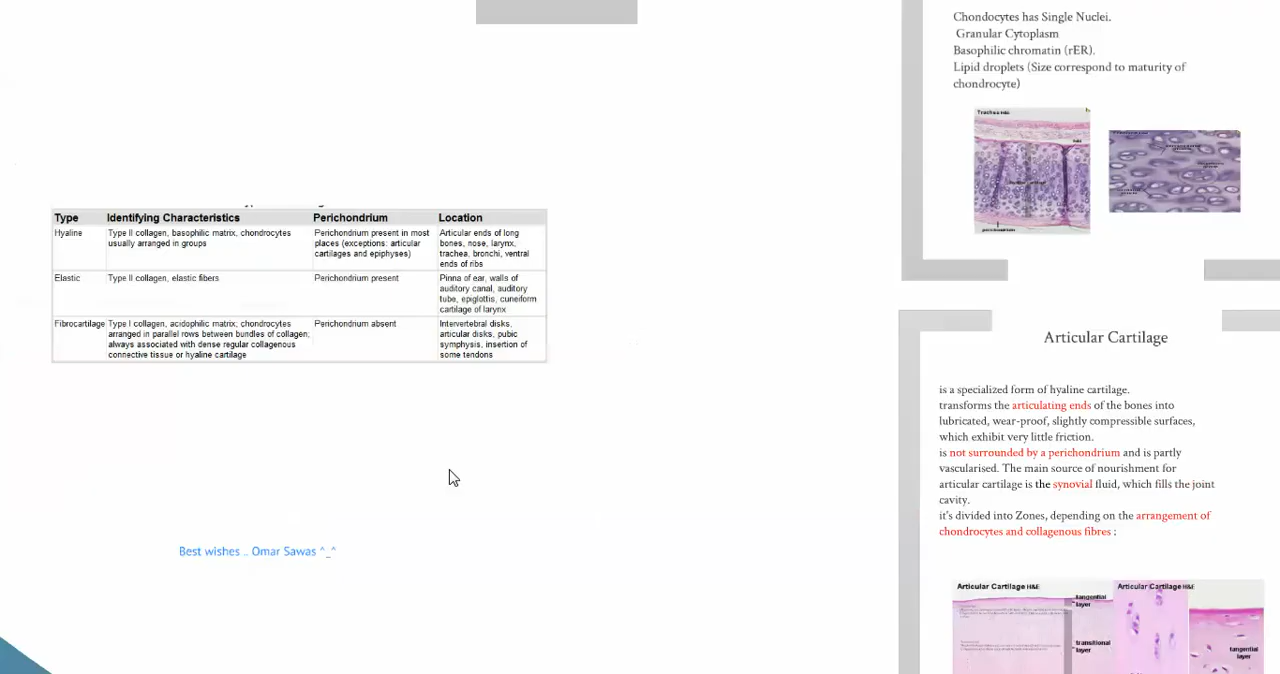 Type Identifying Characteristics Perichondrium Location
Hyaline Type II collagen, basophilic matrix, chondrocytes usually arranged in groups Perichondrium present in most places (exceptions: articular cartilages and epiphyses) Articular ends of long bones, nose, larynx, trachea, bronchi, ventral ends of ribs
Elastic Type II collagen, elastic fibers Perichondrium present Pinna of ear, walls of auditory canal, auditory tube, epiglottis, cuneiform cartilage of larynx
Fibrocartilage Type I collagen, acidophilic matrix; chondrocytes arranged in parallel rows between bundles of collagen; always associated with dense regular collagenous connective tissue or hyaline cartilage Perichondrium absent Intervertebral disks, articular disks, pubic symphysis, insertion of some tendons
Best wishes .. Omar Sawas ^_^
Chondocytes has Single Nuclei.
Granular Cytoplasm
Basophilic chromatin (rER).
Lipid droplets (Size correspond to maturity of
chondrocyte)
Trachea H&E
perichondrium
Articular Cartilage
is a specialized form of hyaline cartilage.
transforms the articulating ends of the bones into
lubricated, wear-proof, slightly compressible surfaces,
which exhibit very little friction.
is not surrounded by a perichondrium and is partly
vascularised. The main source of nourishment for
articular cartilage is the synovial fluid, which fills the joint
cavity.
it's divided into Zones, depending on the arrangement of
chondrocytes and collagenous fibres :
Articular Cartilage H&E
tangential
layer
transitional
layer
Articular Cartilage H&E
tangential
layer